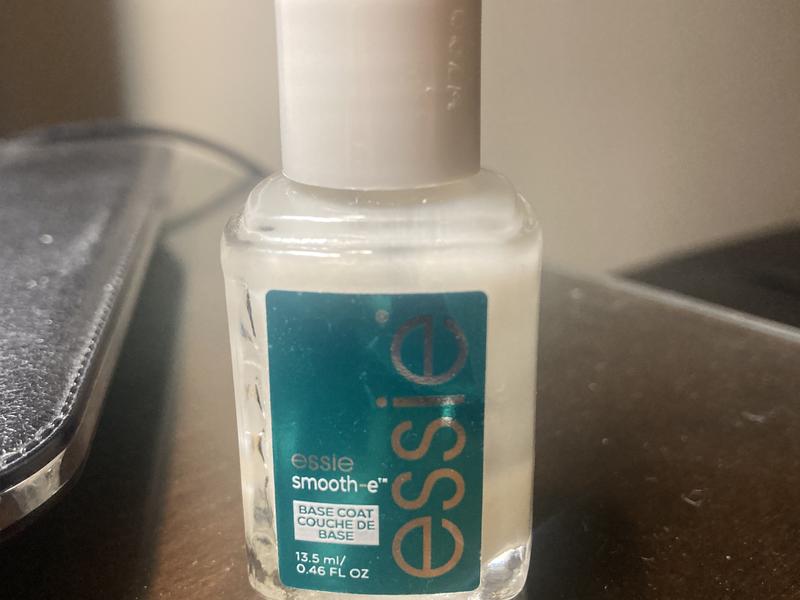 essie
essie
smooth-e™
BASE COAT
COUCHE DE
BASE
13.5 ml/
0.46 FL OZ